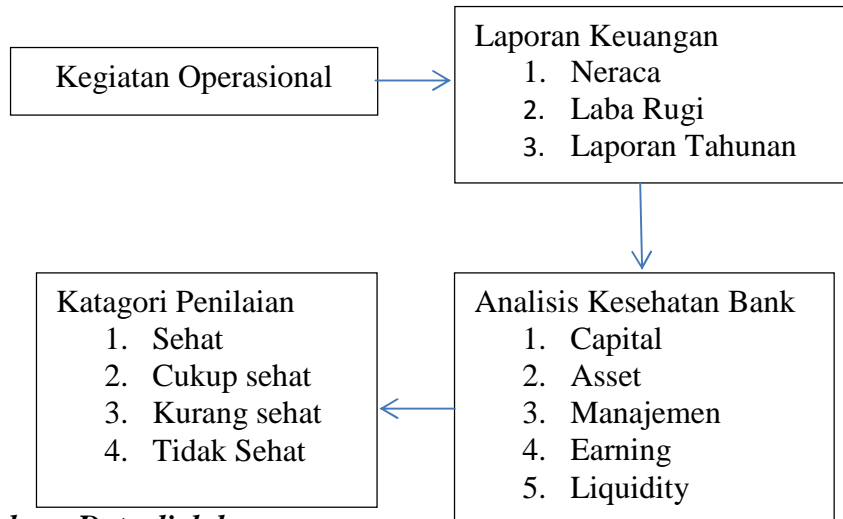 Kegiatan Operasional
Laporan Keuangan
1. Neraca
2. Laba Rugi
3. Laporan Tahunan
Analisis Kesehatan Bank
1. Capital
2. Asset
3. Manajemen
4. Earning
5. Liquidity
Katagori Penilaian
1. Sehat
2. Cukup sehat
3. Kurang sehat
4. Tidak Sehat